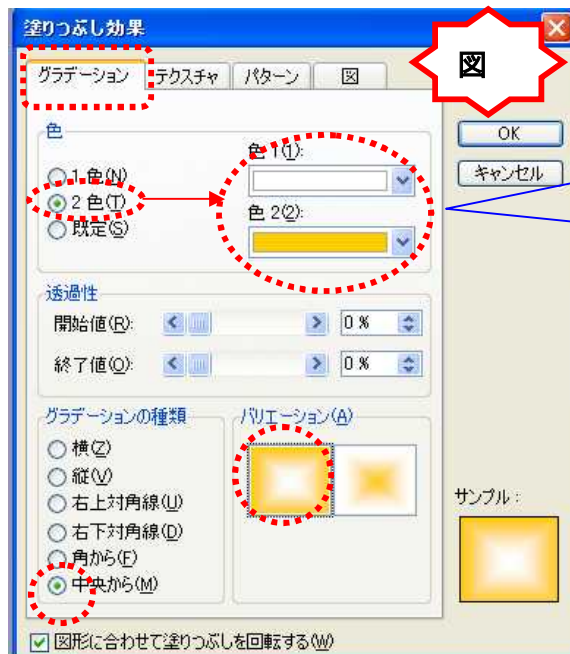 塗りつぶし効果
図
グラデーション テクスチャ パターン 図
色
1 色(N)
2 色(T)
既定(S)
色 1(1):
色 2(2):
OK
キャンセル
透過性
開始値(R): 0 %
終了値(O): 0 %
グラデーションの種類
横(Z)
縦(V)
右上対角線(U)
右下対角線(D)
角から(F)
中央から(M)
バリエーション(A)
サンプル :
図形に合わせて塗りつぶしを回転する(W)